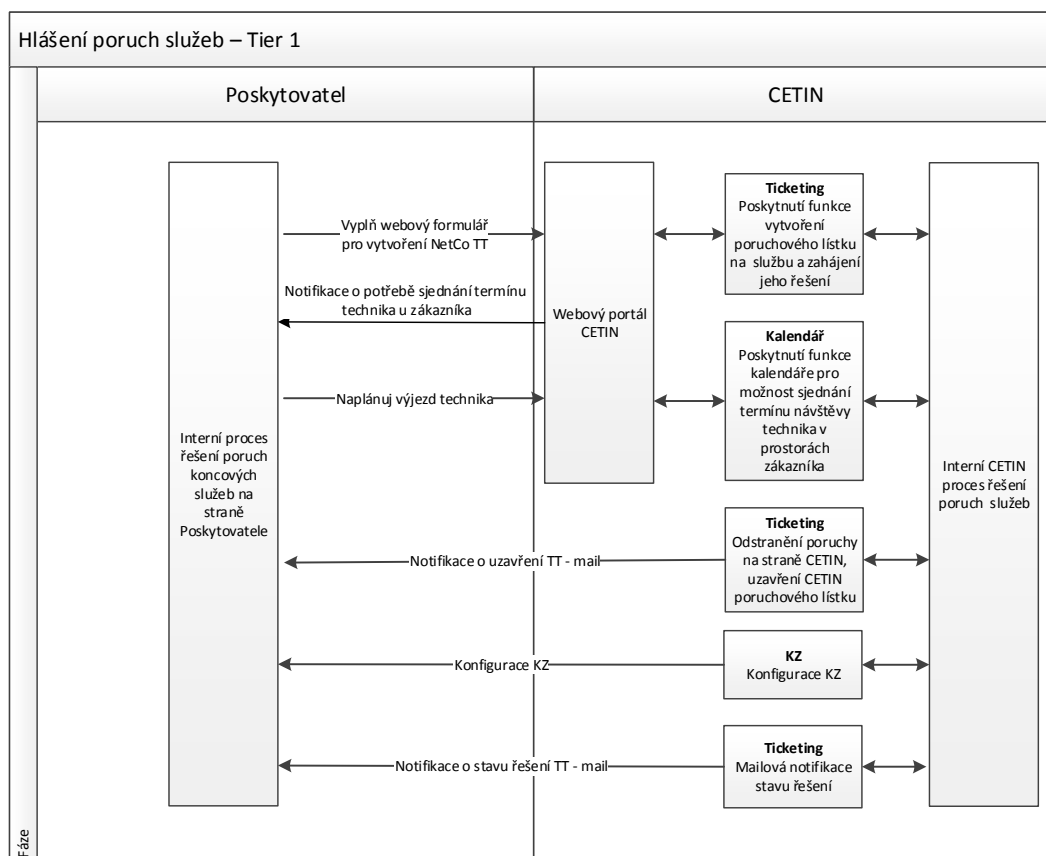 Hlášení poruch služeb – Tier 1
Poskytovatel
CETIN
Vyplň webový formulář
pro vytvoření NetCo TT
Notifikace o potřebě sjednání termínu
technika u zákazníka
Naplánuj výjezd technika
Interní proces
řešení poruch
koncových
služeb na
straně
Poskytovatele
Webový portál
CETIN
Ticketing
Poskytnutí funkce
vytvoření
poruchového lístku
na službu a zahájení
jeho řešení
Kalendář
Poskytnutí funkce
kalendáře pro
možnost sjednání
termínu návštěvy
technika v
prostorách
zákazníka
Interní CETIN
proces řešení
poruch služeb
Notifikace o uzavření TT - mail
Ticketing
Odstranění poruchy
na straně CETIN,
uzavření CETIN
poruchového lístku
Konfigurace KZ
KZ
Konfigurace KZ
Notifikace o stavu řešení TT - mail
Ticketing
Mailová notifikace
stavu řešení
Fáze